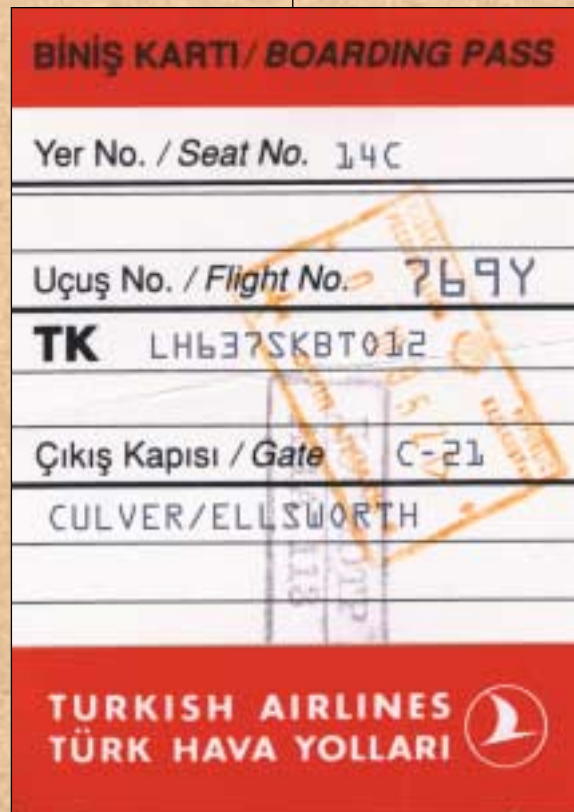 BİNİŞ KARTI / BOARDING PASS
Yer No. / Seat No. 14C
Uçuş No. / Flight No. 769Y
TK LH637SKBT012
Çıkış Kapısı / Gate C-21
CULVER/ELLSWORTH
TURKISH AIRLINES
TÜRK HAVA YOLLARI